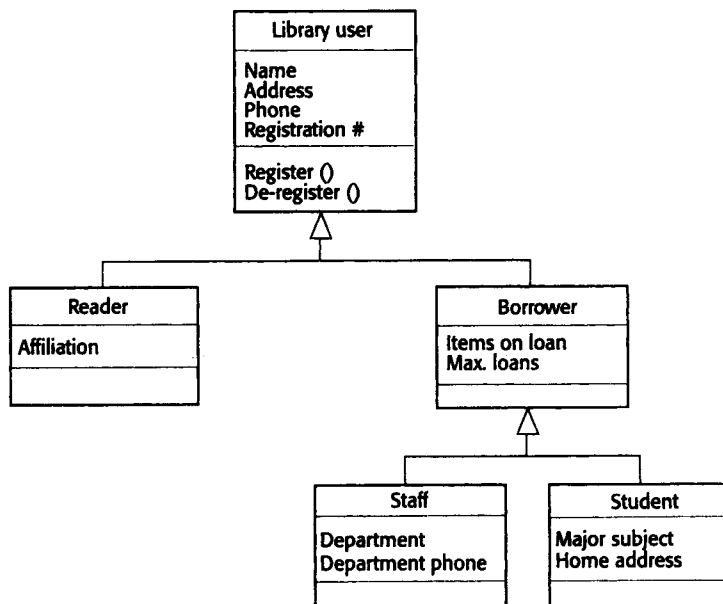 Library user
Name
Address
Phone
Registration #
Register ()
De-register ()
Reader
Affiliation
Borrower
Items on loan
Max. loans
Staff
Department
Department phone
Student
Major subject
Home address